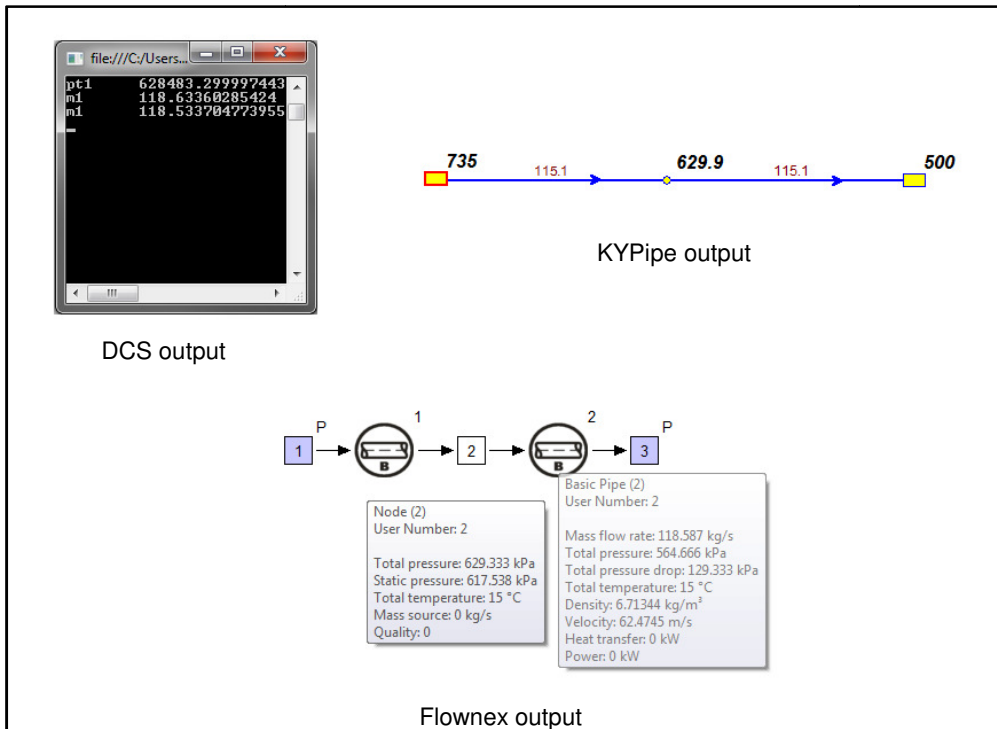 file:///C:/Users...
pt1 628483.299997443
m1 118.63360285424
m1 118.533704773955
DCS output
735 115.1 629.9 115.1 500
KYPipe output
1 P B 1 2 B 2 3 P
Node (2)
User Number: 2
Total pressure: 629.333 kPa
Static pressure: 617.538 kPa
Total temperature: 15 °C
Mass source: 0 kg/s
Quality: 0
Basic Pipe (2)
User Number: 2
Mass flow rate: 118.587 kg/s
Total pressure: 564.666 kPa
Total pressure drop: 129.333 kPa
Total temperature: 15 °C
Density: 6.71344 kg/m³
Velocity: 62.4745 m/s
Heat transfer: 0 kW
Power: 0 kW
Flownex output